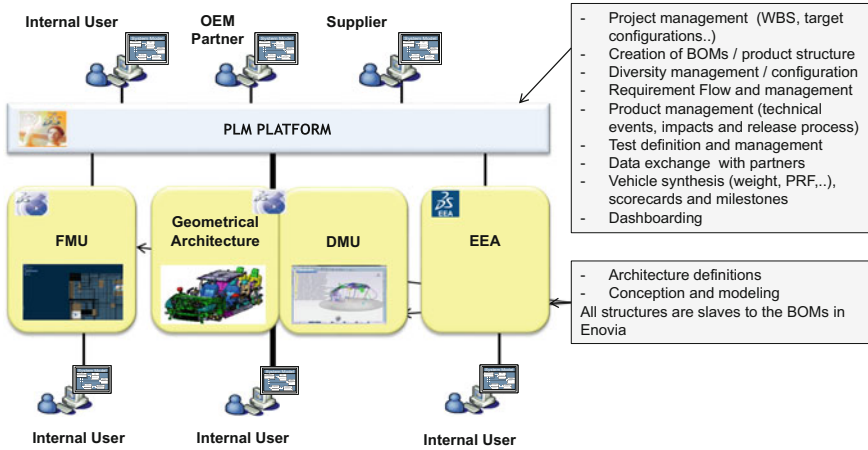 Internal User
OEM
Partner
Supplier
PLM PLATFORM
FMU
Geometrical
Architecture
DMU
EEA
EEA
Internal User
Internal User
Internal User
- Project management (WBS, target
configurations..)
- Creation of BOMs / product structure
- Diversity management / configuration
- Requirement Flow and management
- Product management (technical
events, impacts and release process)
- Test definition and management
- Data exchange with partners
- Vehicle synthesis (weight, PRF,..),
scorecards and milestones
- Dashboarding
- Architecture definitions
- Conception and modeling
All structures are slaves to the BOMs in
Enovia